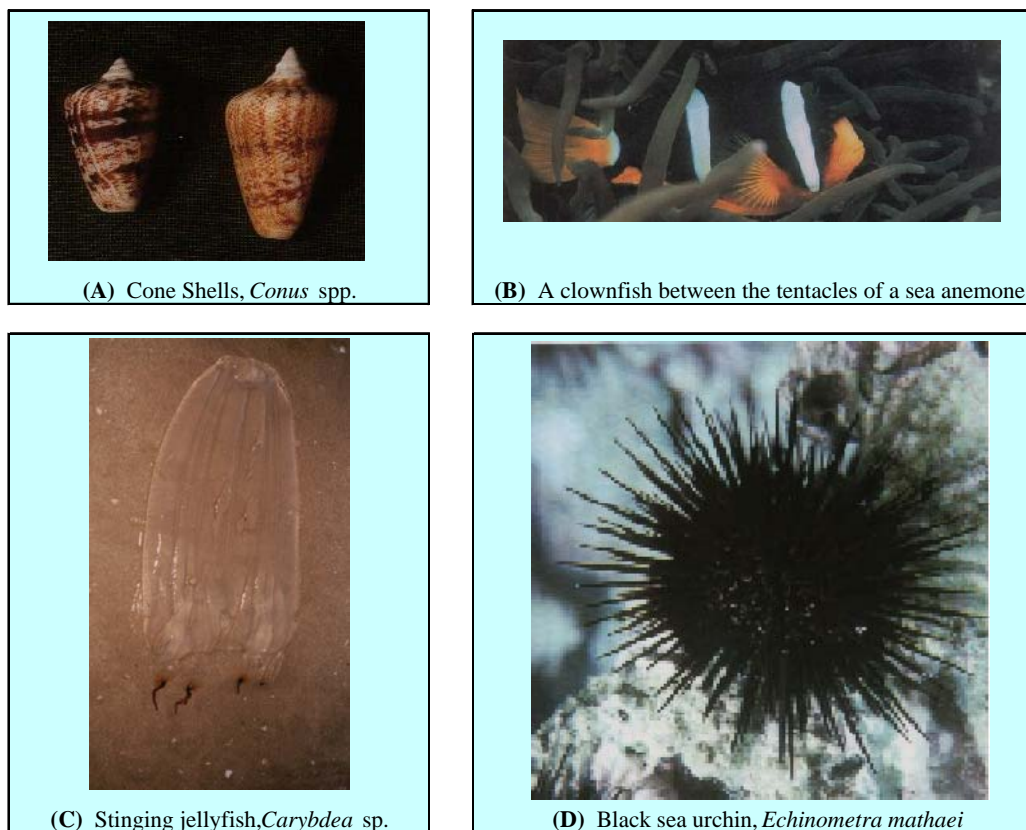 (A) Cone Shells, Conus spp.
(B) A clownfish between the tentacles of a sea anemone
(C) Stinging jellyfish,Carybdea sp.
(D) Black sea urchin, Echinometra mathaei